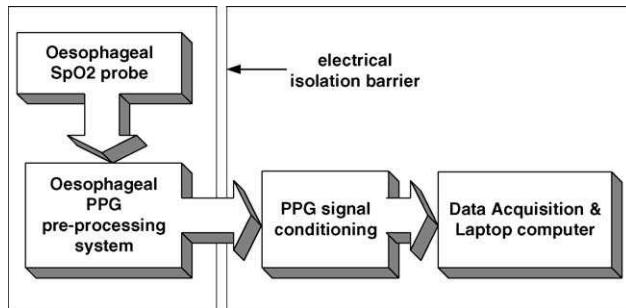 Oesophageal
SpO2 probe
electrical
isolation barrier
Oesophageal
PPG
pre-processing
system
PPG signal
conditioning
Data Acquisition &
Laptop computer